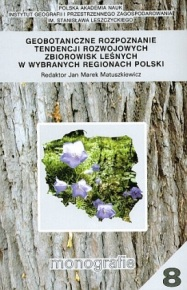 POLSKA AKADEMIA NAUK
INSTYTUT GEOGRAFII I PRZESTRZENNEGO ZAGOSPODAROWANIA
IM. STANISŁAWA LESZCZYCKIEGO
GEOBOTANICZNE ROZPOZNANIE
TENDENCJI ROZWOJOWYCH
ZBIOROWISK LEŚNYCH
W WYBRANYCH REGIONACH POLSKI
Redaktor Jan Marek Matuszkiewicz
monografie
8